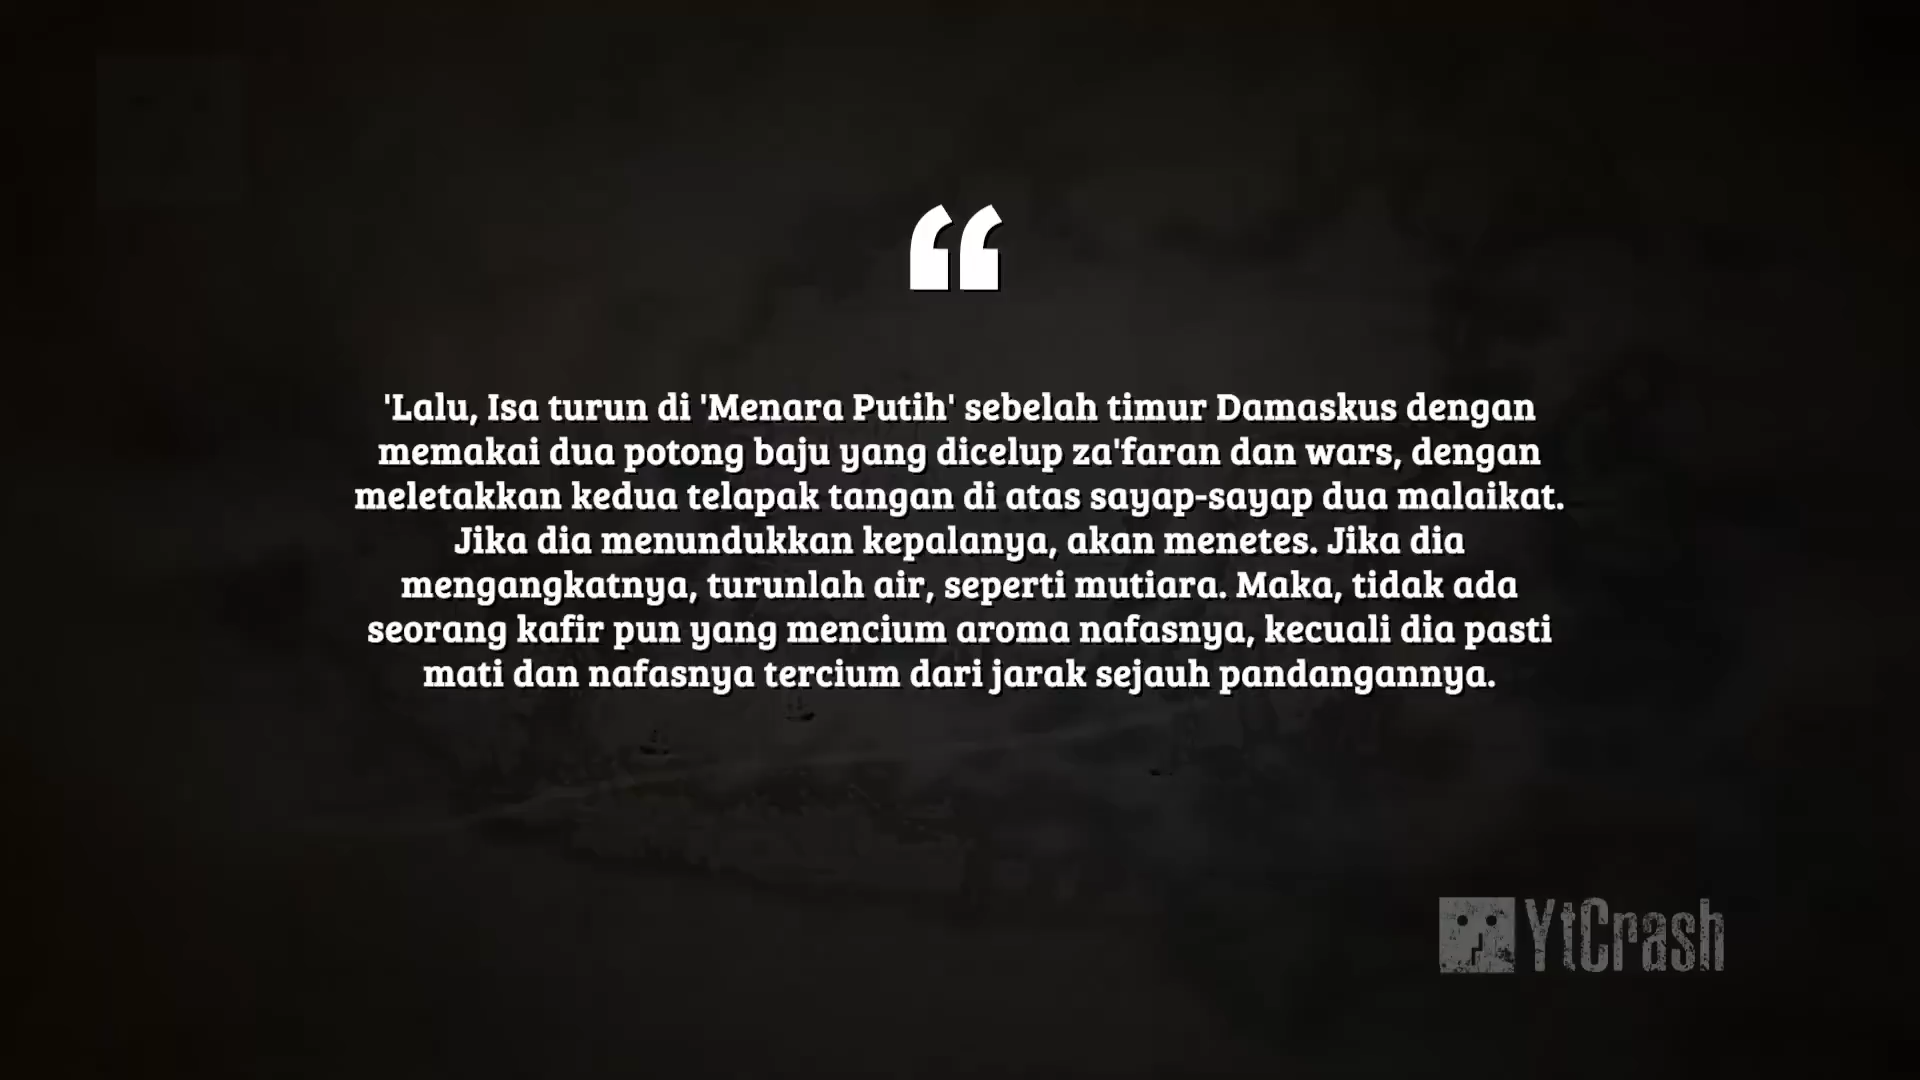 “
'Lalu, Isa turun di 'Menara Putih' sebelah timur Damaskus dengan
memakai dua potong baju yang dicelup za'faran dan wars, dengan
meletakkan kedua telapak tangan di atas sayap-sayap dua malaikat.
Jika dia menundukkan kepalanya, akan menetes. Jika dia
mengangkatnya, turunlah air, seperti mutiara. Maka, tidak ada
seorang kafir pun yang mencium aroma nafasnya, kecuali dia pasti
mati dan nafasnya tercium dari jarak sejauh pandangannya.
YtCrash